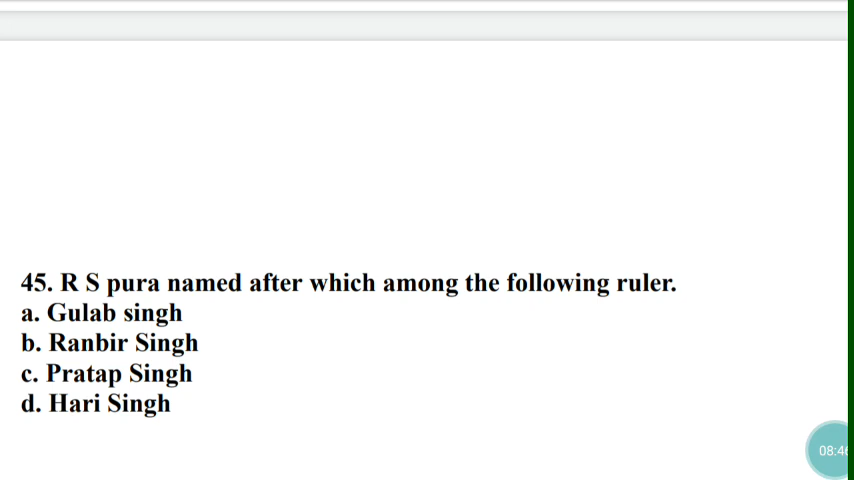 45. R S pura named after which among the following ruler.
a. Gulab singh
b. Ranbir Singh
c. Pratap Singh
d. Hari Singh